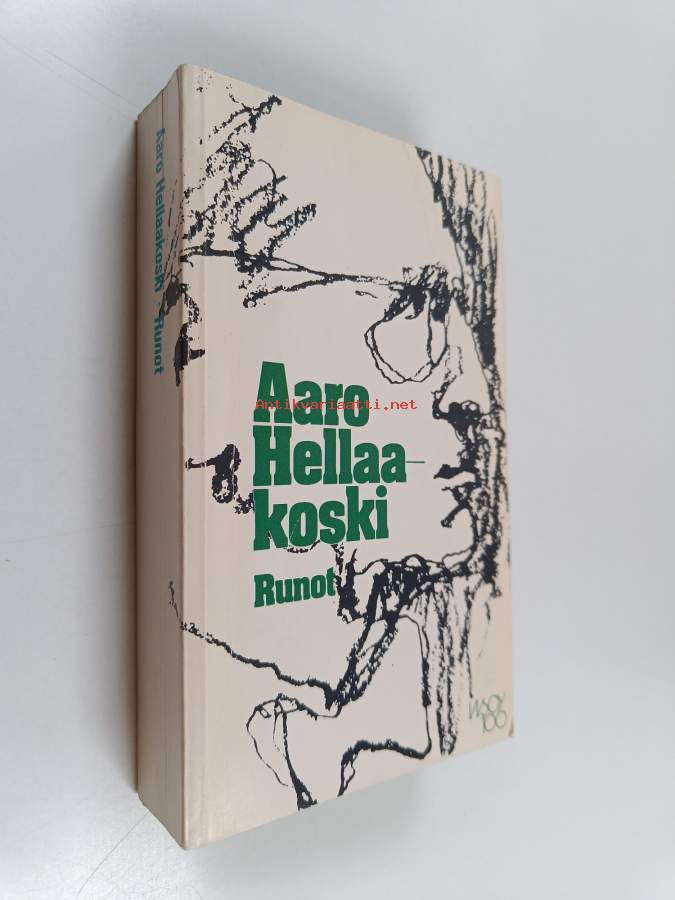 Aaro Hellaakoski Runot
Aaro
Antikvariaatti.net
Hellaa-
koski
Runot
WSOY
100